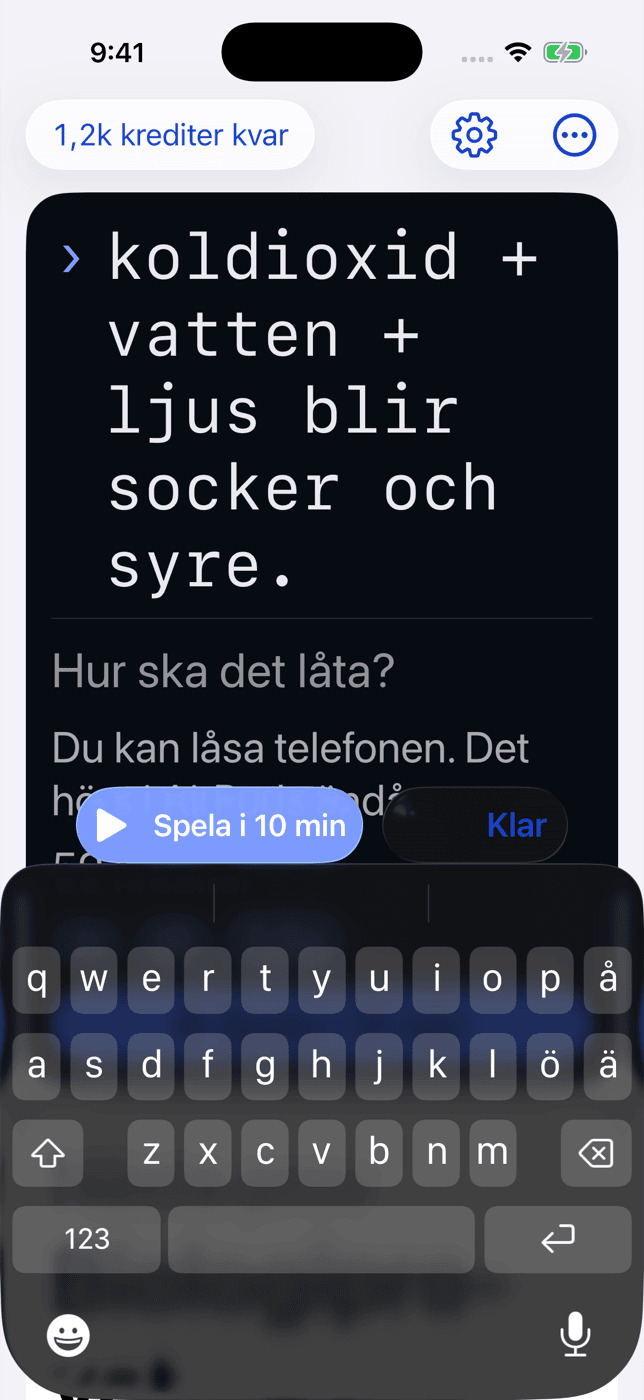 9:41
1,2k krediter kvar
› koldioxid +
vatten +
ljus blir
socker och
syre.
Hur ska det låta?
Du kan låsa telefonen. Det
Spela i 10 min
Klar
q w e r t y u i o p å
a s d f g h j k l ö ä
z x c v b n m
123